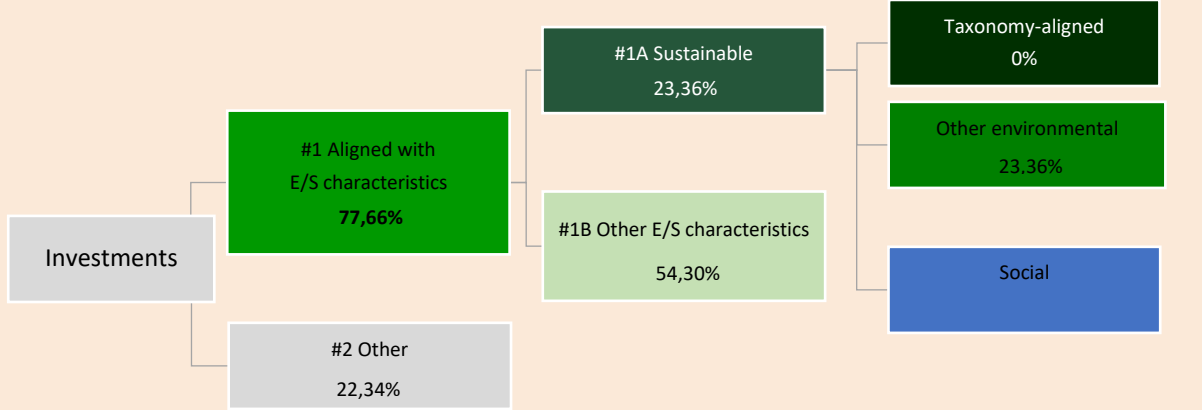 Investments
#1 Aligned with
E/S characteristics
77,66%
#2 Other
22,34%
#1A Sustainable
23,36%
#1B Other E/S characteristics
54,30%
Taxonomy-aligned
0%
Other environmental
23,36%
Social